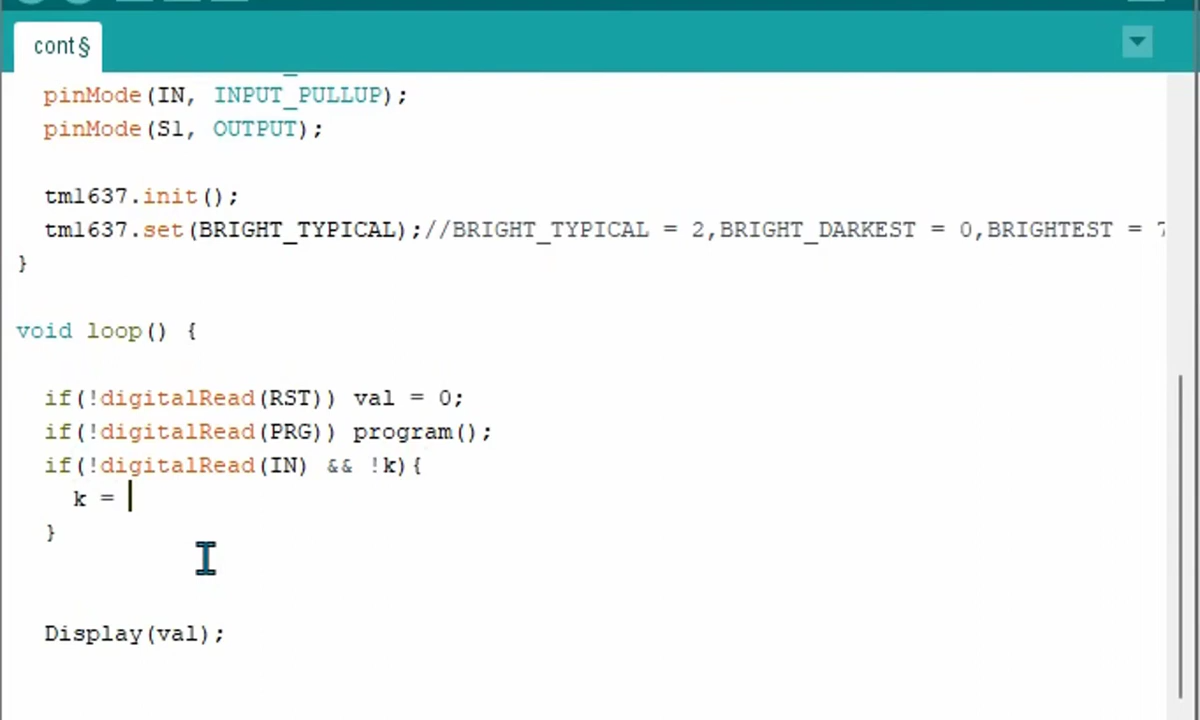 cont§
pinMode(IN, INPUT_PULLUP);
pinMode(S1, OUTPUT);
tm1637.init();
tm1637.set(BRIGHT_TYPICAL);//BRIGHT_TYPICAL = 2,BRIGHT_DARKEST = 0,BRIGHTEST = 7
}
void loop() {
if(!digitalRead(RST)) val = 0;
if(!digitalRead(PRG)) program();
if(!digitalRead(IN) && !k){
k =
}
Display(val);